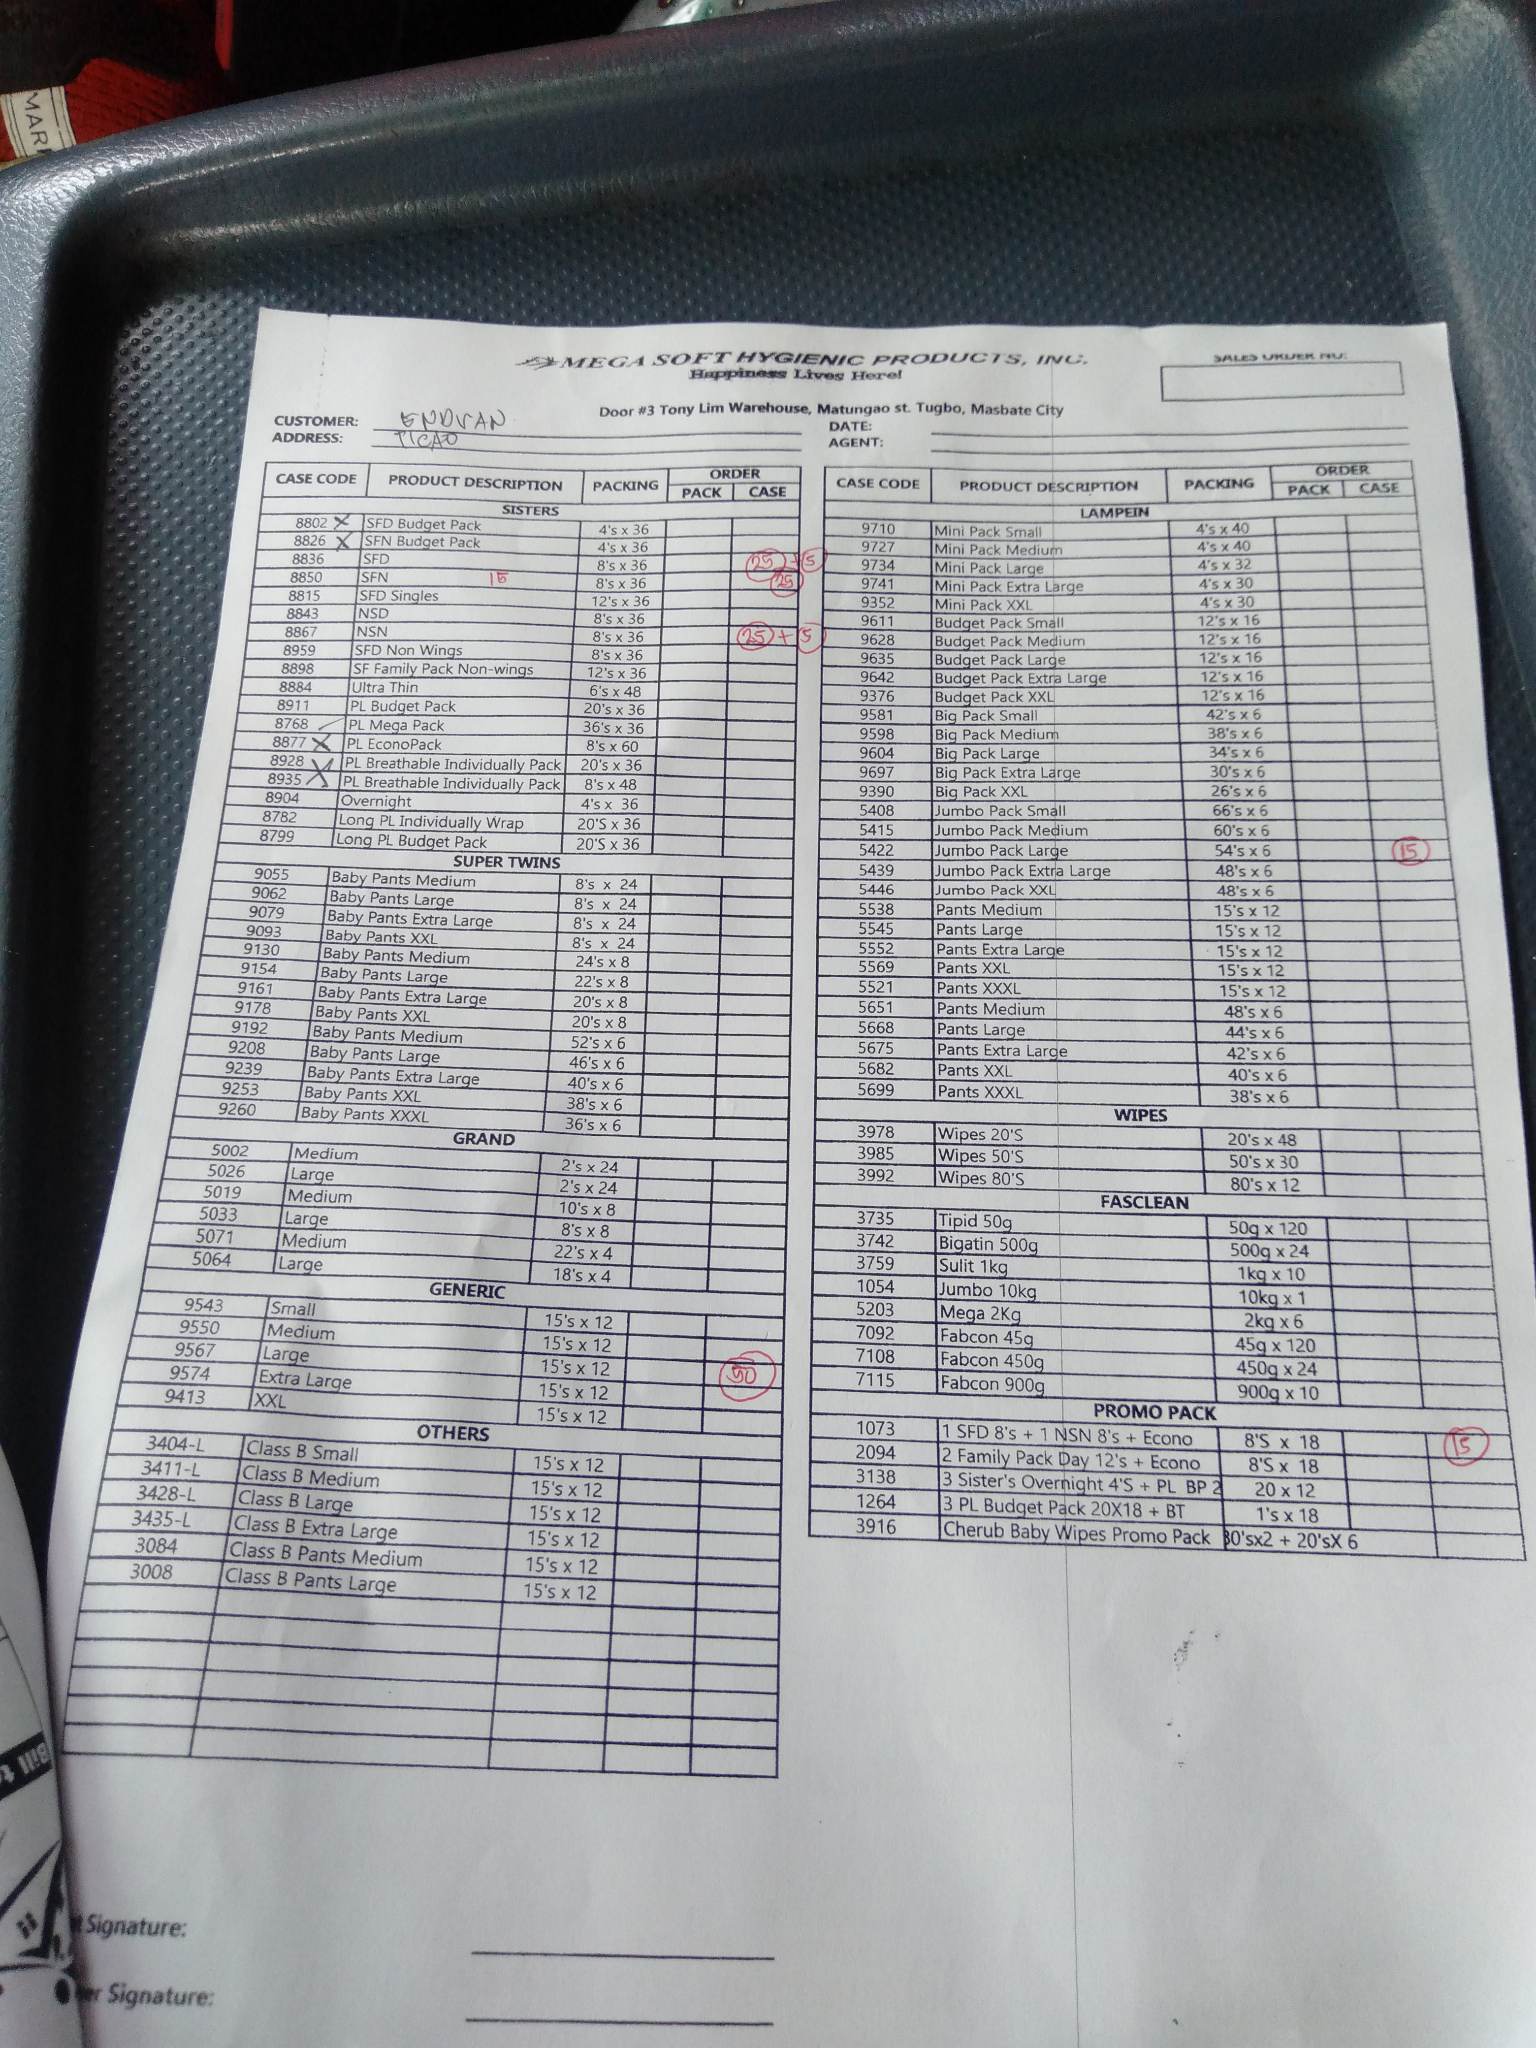 MARK
MEGA SOFT HYGIENIC PRODUCTS, INC.
Happiness Lives Here!
SALES ORDER NO:
Door #3 Tony Lim Warehouse, Matungao st. Tugbo, Masbate City
CUSTOMER: ENDVAN
ADDRESS: TICAO
DATE:
AGENT:
CASE CODE PRODUCT DESCRIPTION PACKING ORDER PACK CASE
SISTERS
8802 X SFD Budget Pack 4's x 36
8826 X SFN Budget Pack 4's x 36
8836 SFD 8's x 36 25 + 5
8850 SFN 15 8's x 36 25
8815 SFD Singles 12's x 36
8843 NSD 8's x 36
8867 NSN 8's x 36 25 + 5
8959 SFD Non Wings 8's x 36
8898 SF Family Pack Non-wings 12's x 36
8884 Ultra Thin 6's x 48
8911 PL Budget Pack 20's x 36
8768 PL Mega Pack 36's x 36
8877 X PL EconoPack 8's x 60
8928 X PL Breathable Individually Pack 20's x 36
8935 X PL Breathable Individually Pack 8's x 48
8904 Overnight 4's x 36
8782 Long PL Individually Wrap 20'S x 36
8799 Long PL Budget Pack 20'S x 36
SUPER TWINS
9055 Baby Pants Medium 8's x 24
9062 Baby Pants Large 8's x 24
9079 Baby Pants Extra Large 8's x 24
9093 Baby Pants XXL 8's x 24
9130 Baby Pants Medium 24's x 8
9154 Baby Pants Large 22's x 8
9161 Baby Pants Extra Large 20's x 8
9178 Baby Pants XXL 20's x 8
9192 Baby Pants Medium 52's x 6
9208 Baby Pants Large 46's x 6
9239 Baby Pants Extra Large 40's x 6
9253 Baby Pants XXL 38's x 6
9260 Baby Pants XXXL 36's x 6
GRAND
5002 Medium 2's x 24
5026 Large 2's x 24
5019 Medium 10's x 8
5033 Large 8's x 8
5071 Medium 22's x 4
5064 Large 18's x 4
GENERIC
9543 Small 15's x 12
9550 Medium 15's x 12
9567 Large 15's x 12 50
9574 Extra Large 15's x 12
9413 XXL 15's x 12
OTHERS
3404-L Class B Small 15's x 12
3411-L Class B Medium 15's x 12
3428-L Class B Large 15's x 12
3435-L Class B Extra Large 15's x 12
3084 Class B Pants Medium 15's x 12
3008 Class B Pants Large 15's x 12
CASE CODE PRODUCT DESCRIPTION PACKING ORDER PACK CASE
LAMPEIN
9710 Mini Pack Small 4's x 40
9727 Mini Pack Medium 4's x 40
9734 Mini Pack Large 4's x 32
9741 Mini Pack Extra Large 4's x 30
9352 Mini Pack XXL 4's x 30
9611 Budget Pack Small 12's x 16
9628 Budget Pack Medium 12's x 16
9635 Budget Pack Large 12's x 16
9642 Budget Pack Extra Large 12's x 16
9376 Budget Pack XXL 12's x 16
9581 Big Pack Small 42's x 6
9598 Big Pack Medium 38's x 6
9604 Big Pack Large 34's x 6
9697 Big Pack Extra Large 30's x 6
9390 Big Pack XXL 26's x 6
5408 Jumbo Pack Small 66's x 6
5415 Jumbo Pack Medium 60's x 6
5422 Jumbo Pack Large 54's x 6 15
5439 Jumbo Pack Extra Large 48's x 6
5446 Jumbo Pack XXL 48's x 6
5538 Pants Medium 15's x 12
5545 Pants Large 15's x 12
5552 Pants Extra Large 15's x 12
5569 Pants XXL 15's x 12
5521 Pants XXXL 15's x 12
5651 Pants Medium 48's x 6
5668 Pants Large 44's x 6
5675 Pants Extra Large 42's x 6
5682 Pants XXL 40's x 6
5699 Pants XXXL 38's x 6
WIPES
3978 Wipes 20'S 20's x 48
3985 Wipes 50'S 50's x 30
3992 Wipes 80'S 80's x 12
FASCLEAN
3735 Tipid 50g 50g x 120
3742 Bigatin 500g 500g x 24
3759 Sulit 1kg 1kg x 10
1054 Jumbo 10kg 10kg x 1
5203 Mega 2Kg 2kg x 6
7092 Fabcon 45g 45g x 120
7108 Fabcon 450g 450g x 24
7115 Fabcon 900g 900g x 10
PROMO PACK
1073 1 SFD 8's + 1 NSN 8's + Econo 8'S x 18 15
2094 2 Family Pack Day 12's + Econo 8'S x 18
3138 3 Sister's Overnight 4'S + PL BP 2 20 x 12
1264 3 PL Budget Pack 20X18 + BT 1's x 18
3916 Cherub Baby Wipes Promo Pack 80'sx2 + 20'sX 6
Bill to
Signature:
Signature: